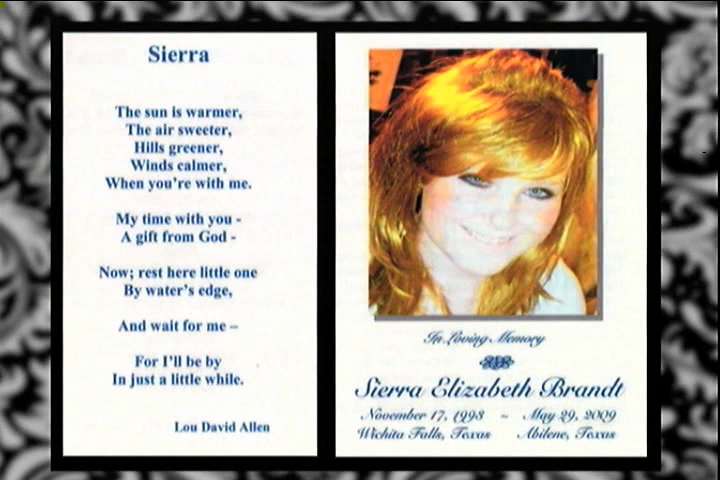 Sierra
The sun is warmer,
The air sweeter,
Hills greener,
Winds calmer,
When you're with me.
My time with you -
A gift from God -
Now; rest here little one
By water's edge,
And wait for me –
For I'll be by
In just a little while.
Lou David Allen
In Loving Memory
Sierra Elizabeth Brandt
November 17, 1993 ~ May 29, 2009
Wichita Falls, Texas Abilene, Texas